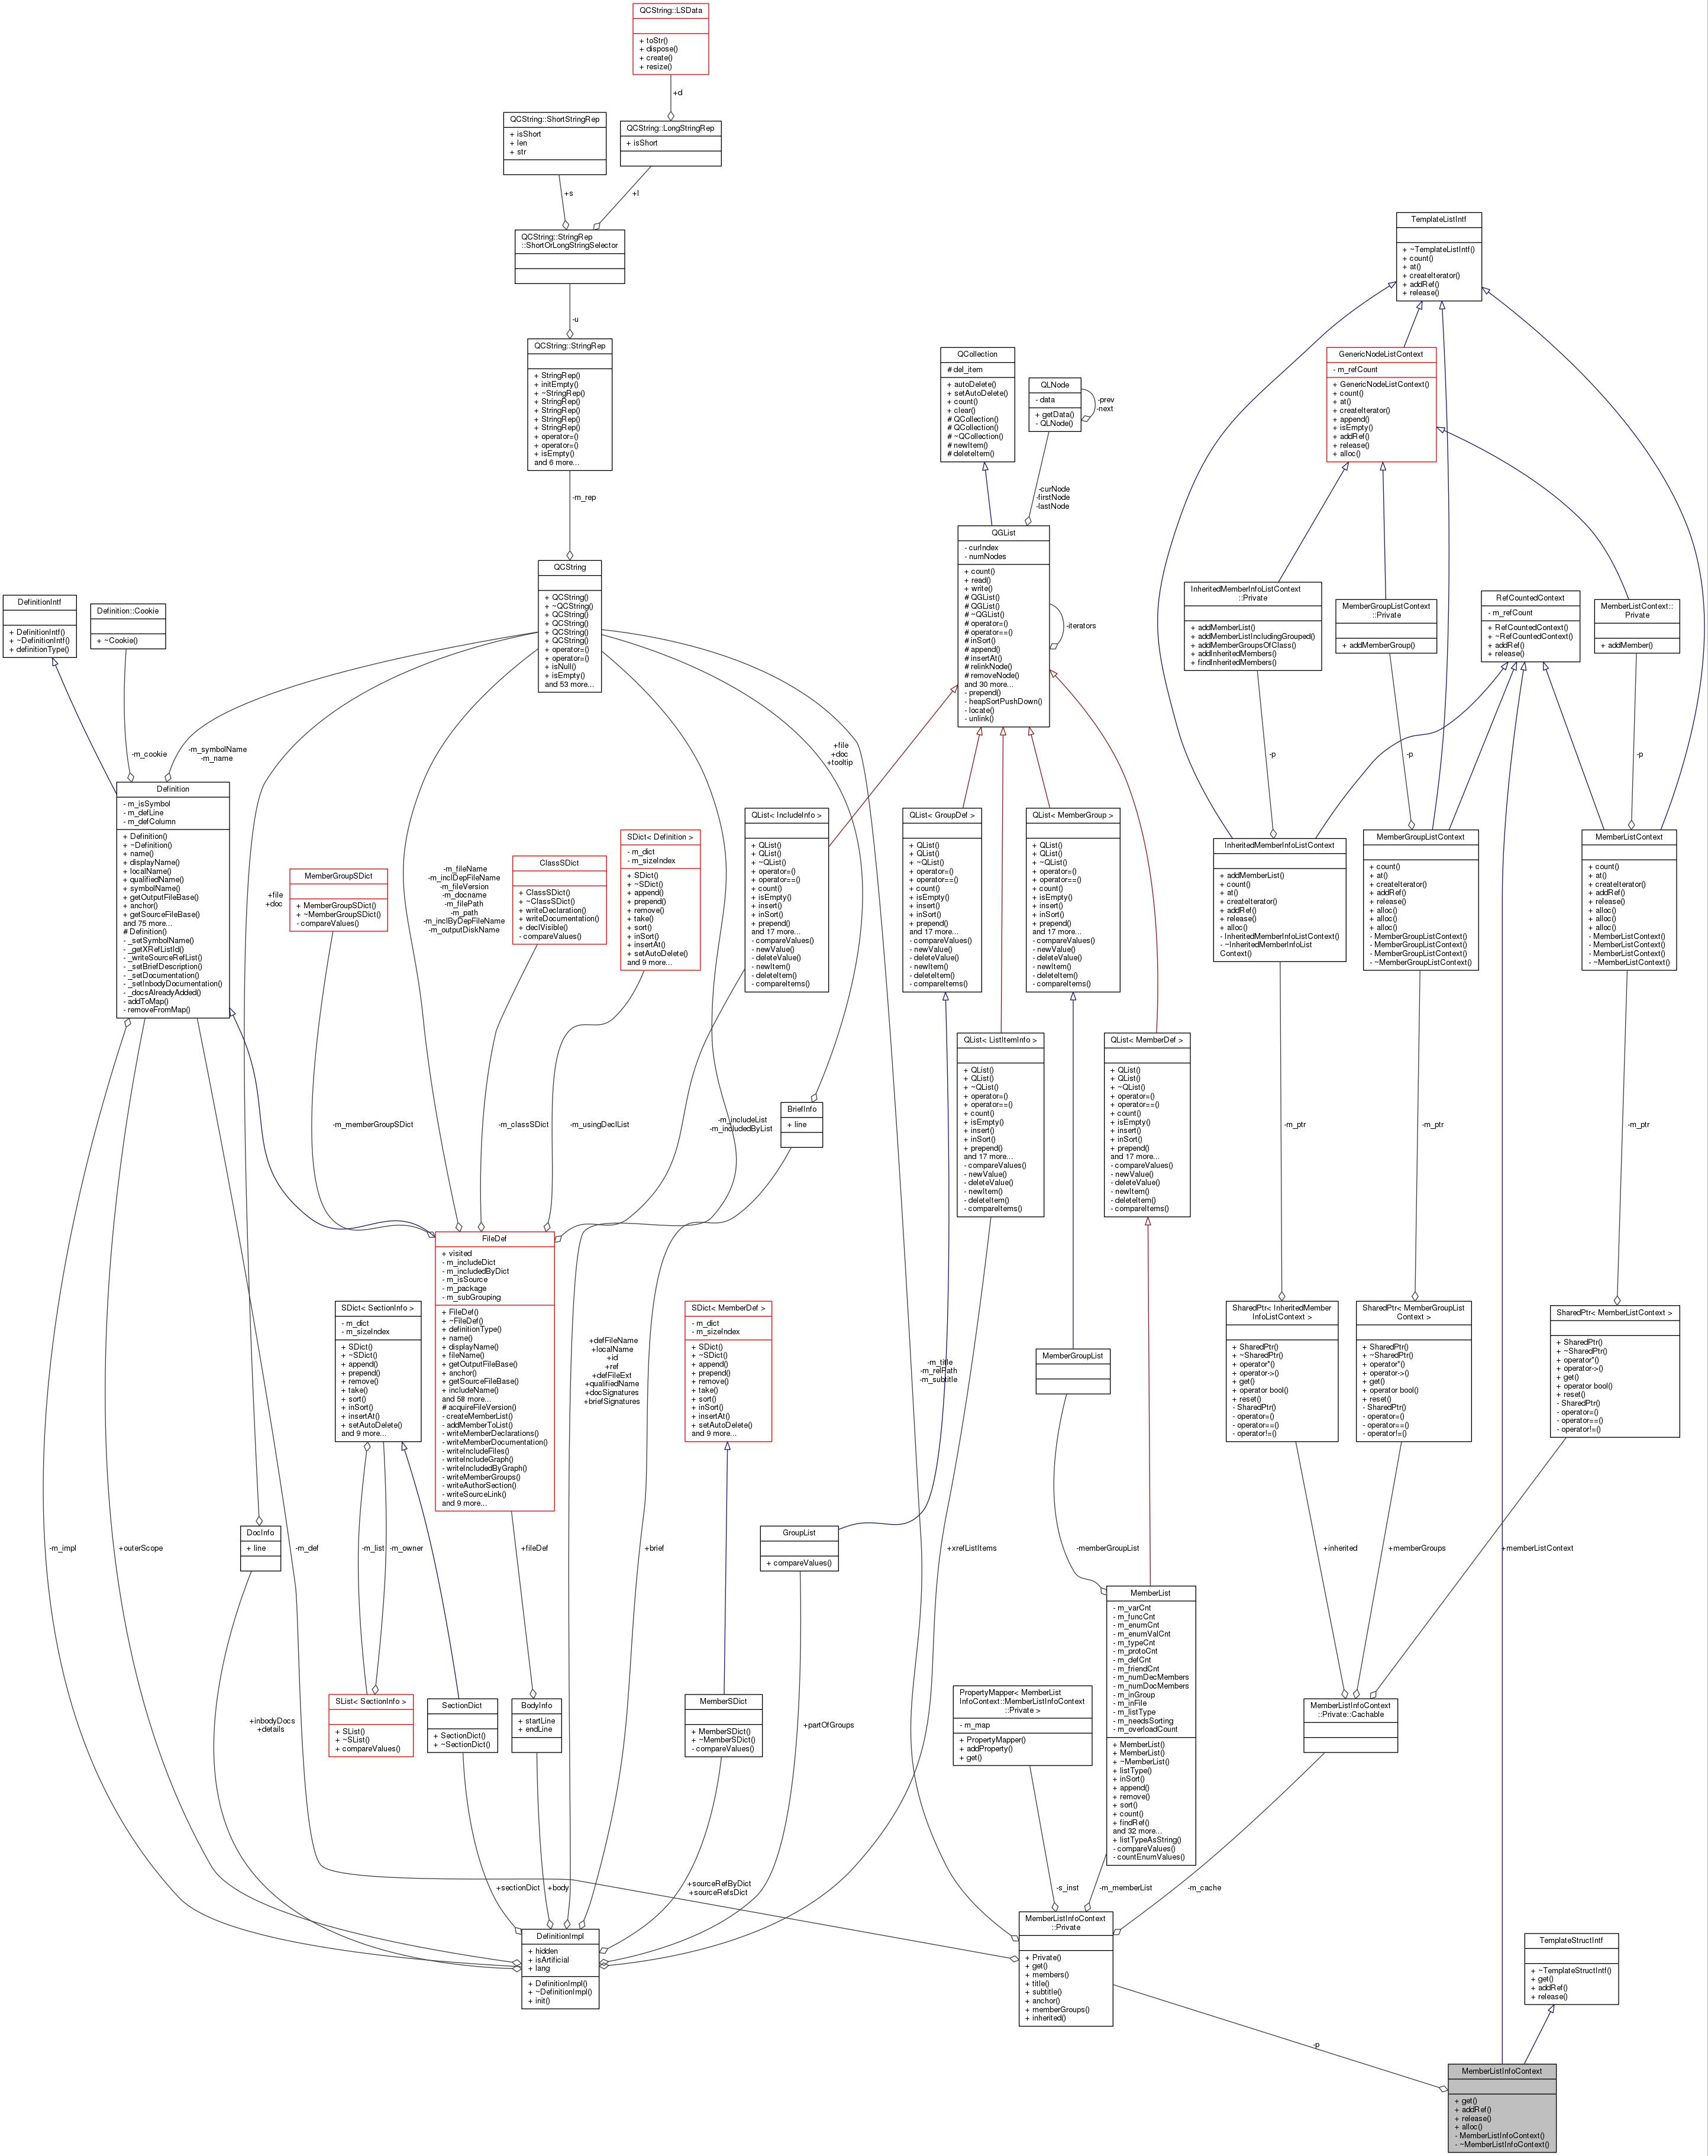 QCString::LSData
+ toStr()
+ dispose()
+ create()
+ resize()
+d
QCString::ShortStringRep
+ isShort
+ len
+ str
QCString::LongStringRep
+ isShort
+s
+l
QCString::StringRep
::ShortOrLongStringSelector
-u
QCString::StringRep
+ StringRep()
+ initEmpty()
+ ~StringRep()
+ StringRep()
+ StringRep()
+ StringRep()
+ StringRep()
+ operator=()
+ operator=()
+ isEmpty()
and 6 more...
-m_rep
QCString
+ QCString()
+ ~QCString()
+ QCString()
+ QCString()
+ QCString()
+ QCString()
+ operator=()
+ operator=()
+ isNull()
+ isEmpty()
and 53 more...
TemplateListIntf
+ ~TemplateListIntf()
+ count()
+ at()
+ createIterator()
+ addRef()
+ release()
GenericNodeListContext
- m_refCount
+ GenericNodeListContext()
+ count()
+ at()
+ createIterator()
+ append()
+ isEmpty()
+ addRef()
+ release()
+ alloc()
QCollection
# del_item
+ autoDelete()
+ setAutoDelete()
+ count()
+ clear()
# QCollection()
# QCollection()
# ~QCollection()
# newItem()
# deleteItem()
QLNode
- data
+ getData()
- QLNode()
-prev
-next
-curNode
-firstNode
-lastNode
QGList
- curIndex
- numNodes
+ count()
+ read()
+ write()
# QGList()
# QGList()
# ~QGList()
# operator=()
# operator==()
# inSort()
# append()
# insertAt()
# relinkNode()
# removeNode()
and 30 more...
- prepend()
- heapSortPushDown()
- locate()
- unlink()
-iterators
InheritedMemberInfoListContext
::Private
+ addMemberList()
+ addMemberListIncludingGrouped()
+ addMemberGroupsOfClass()
+ addInheritedMembers()
+ findInheritedMembers()
MemberGroupListContext
::Private
+ addMemberGroup()
RefCountedContext
- m_refCount
+ RefCountedContext()
+ ~RefCountedContext()
+ addRef()
+ release()
MemberListContext::
Private
+ addMember()
-p
-p
-p
DefinitionIntf
+ DefinitionIntf()
+ ~DefinitionIntf()
+ definitionType()
Definition::Cookie
+ ~Cookie()
-m_cookie
-m_symbolName
-m_name
Definition
- m_isSymbol
- m_defLine
- m_defColumn
+ Definition()
+ ~Definition()
+ name()
+ displayName()
+ localName()
+ qualifiedName()
+ symbolName()
+ getOutputFileBase()
+ anchor()
+ getSourceFileBase()
and 75 more...
# Definition()
- _setSymbolName()
- _getXRefListId()
- _writeSourceRefList()
- _setBriefDescription()
- _setDocumentation()
- _setInbodyDocumentation()
- _docsAlreadyAdded()
- addToMap()
- removeFromMap()
+file
+doc
MemberGroupSDict
+ MemberGroupSDict()
+ ~MemberGroupSDict()
- compareValues()
-m_fileName
-m_inclDepFileName
-m_fileVersion
-m_docname
-m_filePath
-m_path
-m_inclByDepFileName
-m_outputDiskName
ClassSDict
+ ClassSDict()
+ ~ClassSDict()
+ writeDeclaration()
+ writeDocumentation()
+ declVisible()
- compareValues()
SDict< Definition >
- m_dict
- m_sizeIndex
+ SDict()
+ ~SDict()
+ append()
+ prepend()
+ remove()
+ take()
+ sort()
+ inSort()
+ insertAt()
+ setAutoDelete()
and 9 more...
+file
+doc
+tooltip
QList< IncludeInfo >
+ QList()
+ QList()
+ ~QList()
+ operator=()
+ operator==()
+ count()
+ isEmpty()
+ insert()
+ inSort()
+ prepend()
and 17 more...
- compareValues()
- newValue()
- deleteValue()
- newItem()
- deleteItem()
- compareItems()
QList< GroupDef >
+ QList()
+ QList()
+ ~QList()
+ operator=()
+ operator==()
+ count()
+ isEmpty()
+ insert()
+ inSort()
+ prepend()
and 17 more...
- compareValues()
- newValue()
- deleteValue()
- newItem()
- deleteItem()
- compareItems()
QList< MemberGroup >
+ QList()
+ QList()
+ ~QList()
+ operator=()
+ operator==()
+ count()
+ isEmpty()
+ insert()
+ inSort()
+ prepend()
and 17 more...
- compareValues()
- newValue()
- deleteValue()
- newItem()
- deleteItem()
- compareItems()
InheritedMemberInfoListContext
+ addMemberList()
+ count()
+ at()
+ createIterator()
+ addRef()
+ release()
+ alloc()
- InheritedMemberInfoListContext()
- ~InheritedMemberInfoList
Context()
MemberGroupListContext
+ count()
+ at()
+ createIterator()
+ addRef()
+ release()
+ alloc()
+ alloc()
+ alloc()
- MemberGroupListContext()
- MemberGroupListContext()
- MemberGroupListContext()
- ~MemberGroupListContext()
MemberListContext
+ count()
+ at()
+ createIterator()
+ addRef()
+ release()
+ alloc()
+ alloc()
+ alloc()
- MemberListContext()
- MemberListContext()
- MemberListContext()
- ~MemberListContext()
QList< ListItemInfo >
+ QList()
+ QList()
+ ~QList()
+ operator=()
+ operator==()
+ count()
+ isEmpty()
+ insert()
+ inSort()
+ prepend()
and 17 more...
- compareValues()
- newValue()
- deleteValue()
- newItem()
- deleteItem()
- compareItems()
QList< MemberDef >
+ QList()
+ QList()
+ ~QList()
+ operator=()
+ operator==()
+ count()
+ isEmpty()
+ insert()
+ inSort()
+ prepend()
and 17 more...
- compareValues()
- newValue()
- deleteValue()
- newItem()
- deleteItem()
- compareItems()
BriefInfo
+ line
-m_memberGroupSDict
-m_classSDict
-m_usingDeclList
-m_includeList
-m_includedByList
-m_ptr
-m_ptr
-m_ptr
FileDef
+ visited
- m_includeDict
- m_includedByDict
- m_isSource
- m_package
- m_subGrouping
+ FileDef()
+ ~FileDef()
+ definitionType()
+ name()
+ displayName()
+ fileName()
+ getOutputFileBase()
+ anchor()
+ getSourceFileBase()
+ includeName()
and 58 more...
# acquireFileVersion()
- createMemberList()
- addMemberToList()
- writeMemberDeclarations()
- writeMemberDocumentation()
- writeIncludeFiles()
- writeIncludeGraph()
- writeIncludedByGraph()
- writeMemberGroups()
- writeAuthorSection()
- writeSourceLink()
and 9 more...
SDict< SectionInfo >
- m_dict
- m_sizeIndex
+ SDict()
+ ~SDict()
+ append()
+ prepend()
+ remove()
+ take()
+ sort()
+ inSort()
+ insertAt()
+ setAutoDelete()
and 9 more...
+defFileName
+localName
+id
+ref
+defFileExt
+qualifiedName
+docSignatures
+briefSignatures
SDict< MemberDef >
- m_dict
- m_sizeIndex
+ SDict()
+ ~SDict()
+ append()
+ prepend()
+ remove()
+ take()
+ sort()
+ inSort()
+ insertAt()
+ setAutoDelete()
and 9 more...
-m_title
-m_relPath
-m_subtitle
MemberGroupList
SharedPtr< InheritedMember
InfoListContext >
+ SharedPtr()
+ ~SharedPtr()
+ operator*()
+ operator->()
+ get()
+ operator bool()
+ reset()
- SharedPtr()
- operator=()
- operator==()
- operator!=()
SharedPtr< MemberGroupList
Context >
+ SharedPtr()
+ ~SharedPtr()
+ operator*()
+ operator->()
+ get()
+ operator bool()
+ reset()
- SharedPtr()
- operator=()
- operator==()
- operator!=()
SharedPtr< MemberListContext >
+ SharedPtr()
+ ~SharedPtr()
+ operator*()
+ operator->()
+ get()
+ operator bool()
+ reset()
- SharedPtr()
- operator=()
- operator==()
- operator!=()
-m_impl
+outerScope
DocInfo
+ line
-m_def
-m_list
-m_owner
+fileDef
+brief
GroupList
+ compareValues()
+xrefListItems
-memberGroupList
+inherited
+memberGroups
+memberListContext
MemberList
- m_varCnt
- m_funcCnt
- m_enumCnt
- m_enumValCnt
- m_typeCnt
- m_protoCnt
- m_defCnt
- m_friendCnt
- m_numDecMembers
- m_numDocMembers
- m_inGroup
- m_inFile
- m_listType
- m_needsSorting
- m_overloadCount
+ MemberList()
+ MemberList()
+ ~MemberList()
+ listType()
+ inSort()
+ append()
+ remove()
+ sort()
+ count()
+ findRef()
and 32 more...
+ listTypeAsString()
- compareValues()
- countEnumValues()
+inbodyDocs
+details
SList< SectionInfo >
+ SList()
+ ~SList()
+ compareValues()
SectionDict
+ SectionDict()
+ ~SectionDict()
BodyInfo
+ startLine
+ endLine
MemberSDict
+ MemberSDict()
+ ~MemberSDict()
- compareValues()
+partOfGroups
PropertyMapper< MemberList
InfoContext::MemberListInfoContext
::Private >
- m_map
+ PropertyMapper()
+ addProperty()
+ get()
MemberListInfoContext
::Private::Cachable
+sectionDict
+body
+sourceRefByDict
+sourceRefsDict
-s_inst
-m_memberList
-m_cache
DefinitionImpl
+ hidden
+ isArtificial
+ lang
+ DefinitionImpl()
+ ~DefinitionImpl()
+ init()
MemberListInfoContext
::Private
+ Private()
+ get()
+ members()
+ title()
+ subtitle()
+ anchor()
+ memberGroups()
+ inherited()
TemplateStructIntf
+ ~TemplateStructIntf()
+ get()
+ addRef()
+ release()
-p
MemberListInfoContext
+ get()
+ addRef()
+ release()
+ alloc()
- MemberListInfoContext()
- ~MemberListInfoContext()